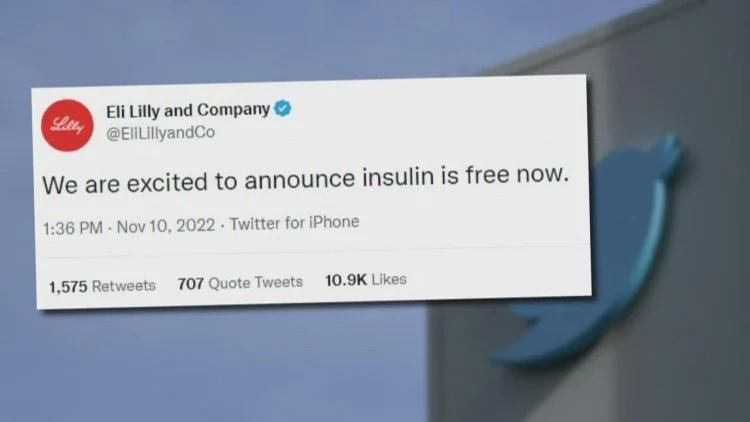 Lilly
Eli Lilly and Company
@EliLillyandCo
We are excited to announce insulin is free now.
1:36 PM · Nov 10, 2022 · Twitter for iPhone
1,575 Retweets 707 Quote Tweets 10.9K Likes